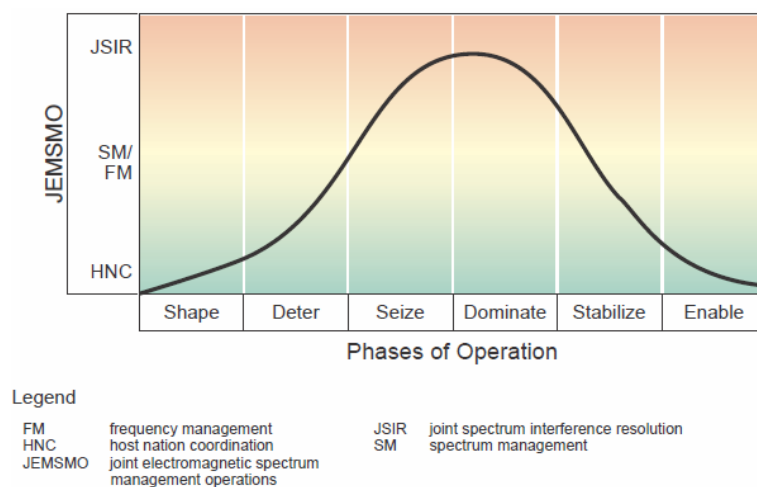 JSIR
JEMSMO
SM/
FM
HNC
Shape Deter Seize Dominate Stabilize Enable
Phases of Operation
Legend
FM frequency management
HNC host nation coordination
JEMSMO joint electromagnetic spectrum
management operations
JSIR joint spectrum interference resolution
SM spectrum management